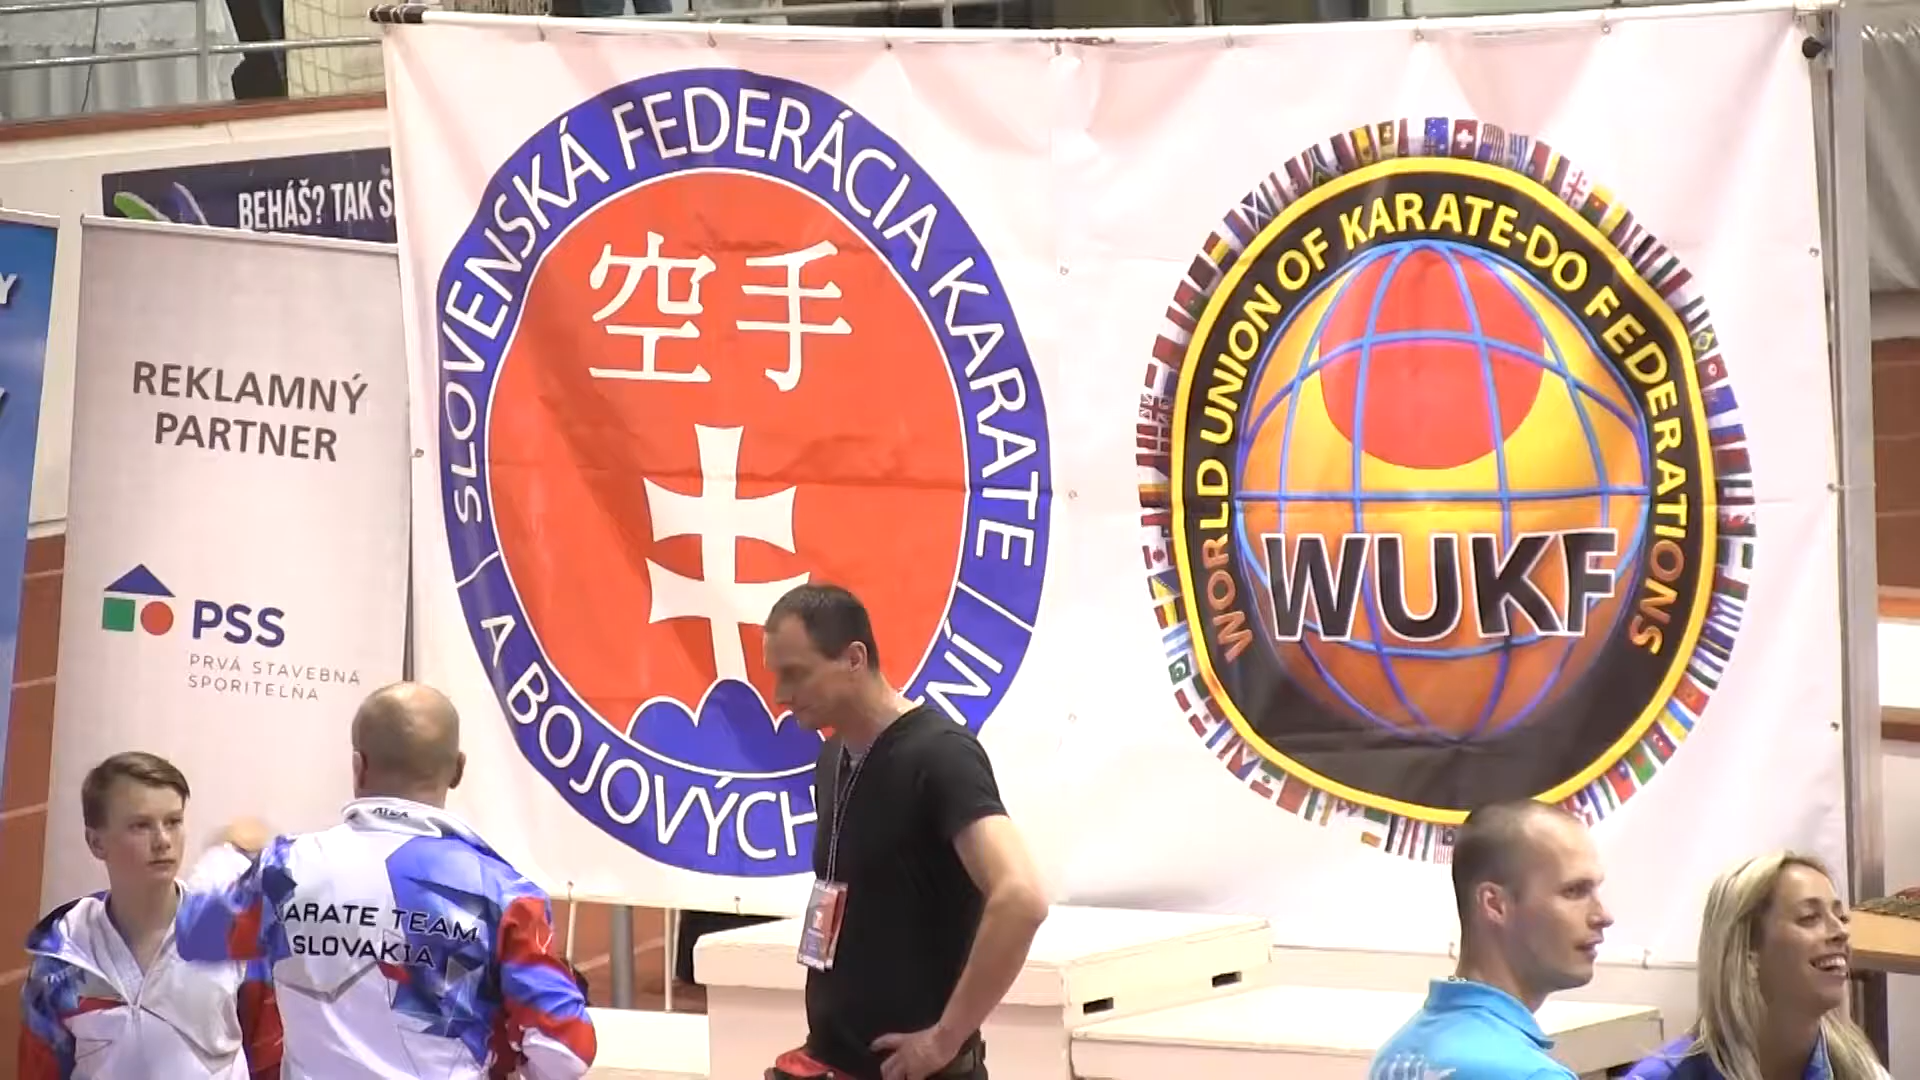 BEHÁŠ? TAK
REKLAMNÝ
PARTNER
PSS
PRVÁ STAVEBNÁ
SPORITEĽŇA
SLOVENSKÁ FEDERÁCIA KARATE
空手
A BOJOVÝCH
WORLD UNION OF KARATE-DO FEDERATIONS
WUKF
KARATE TEAM
SLOVAKIA